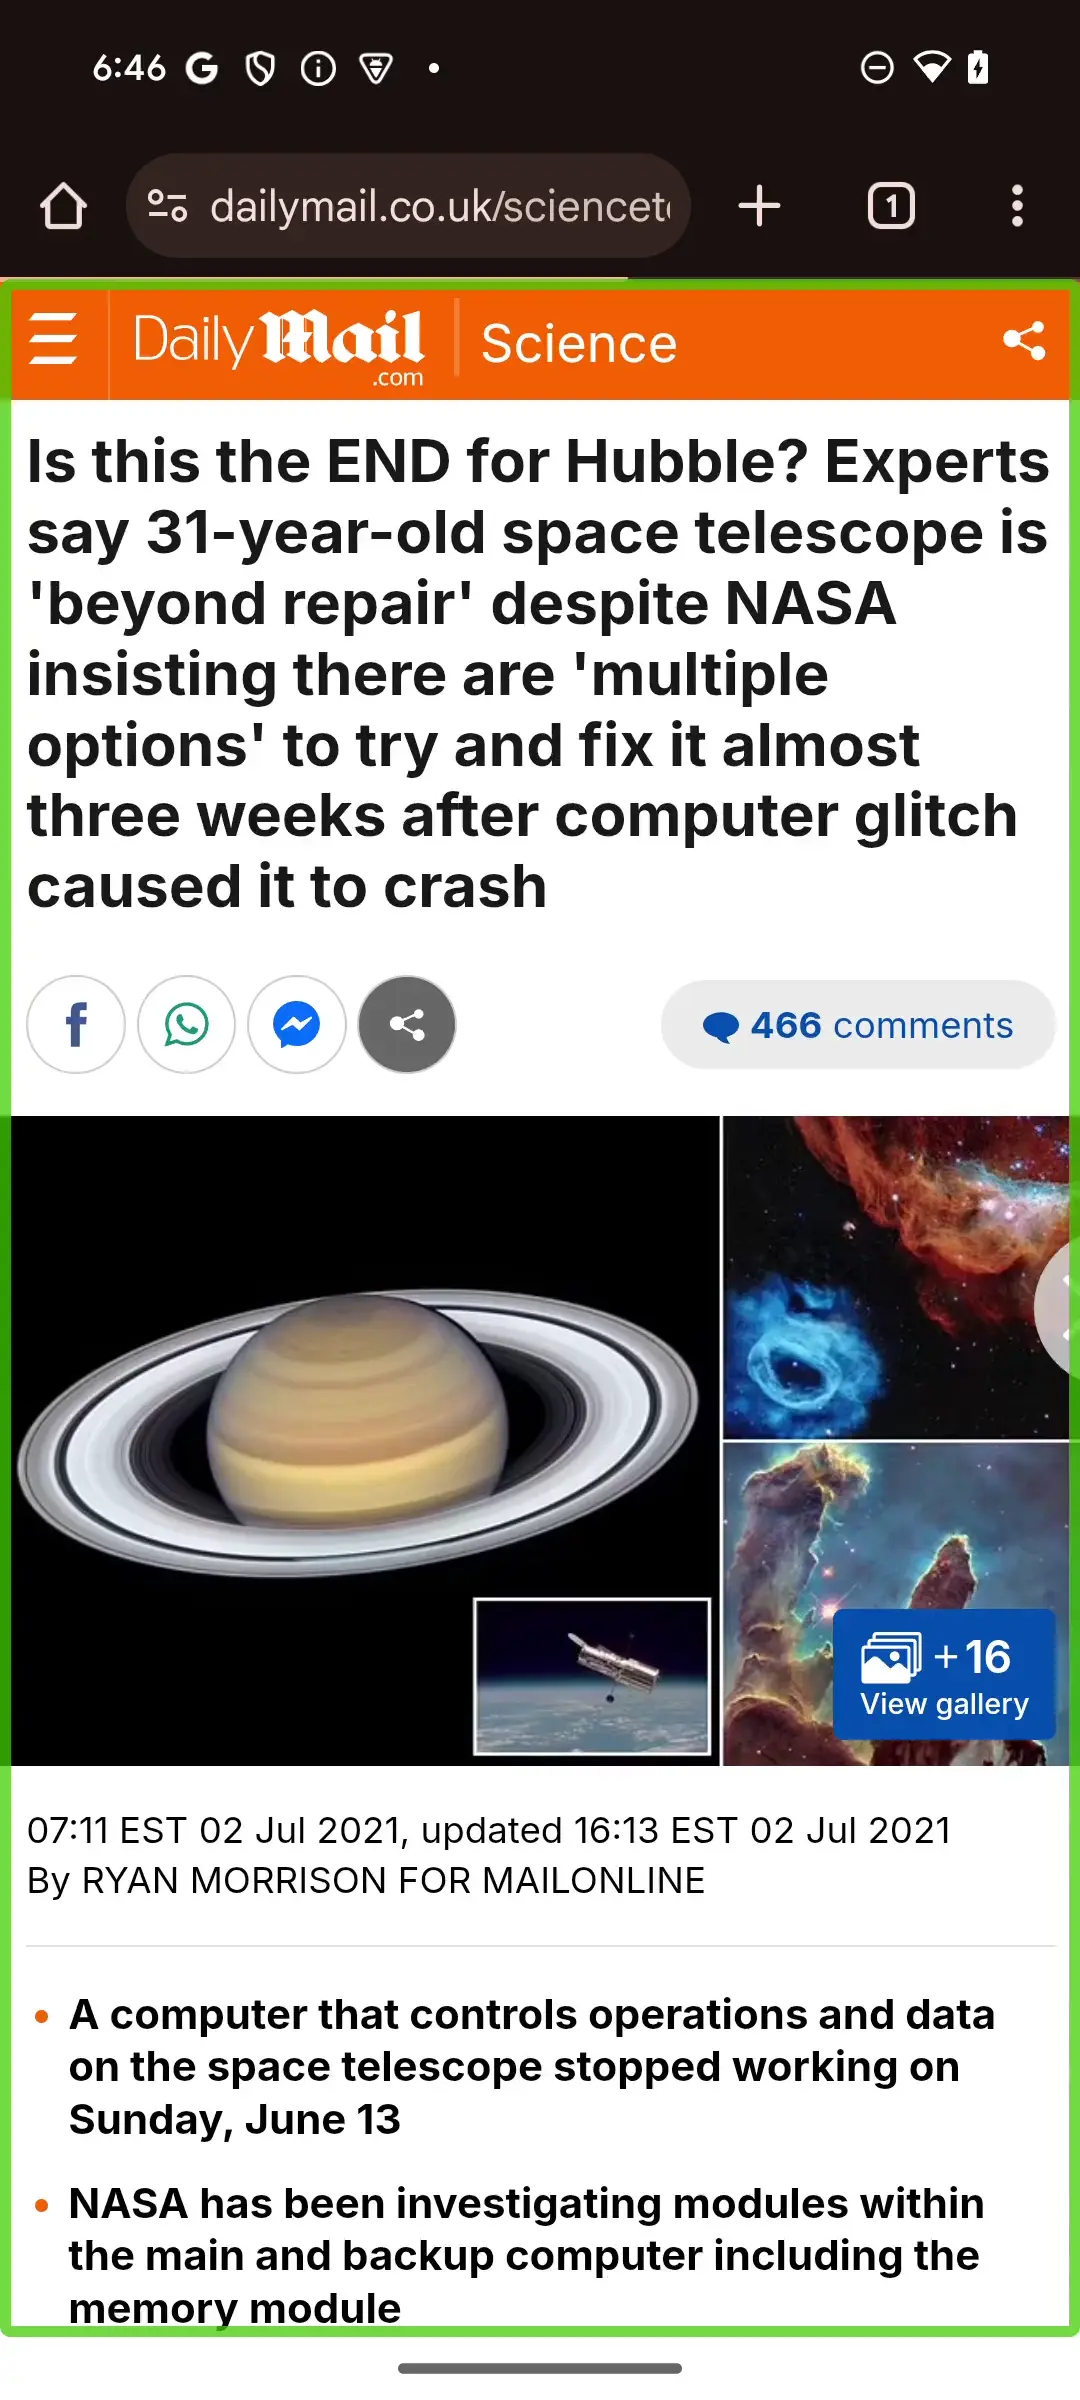 6:46
dailymail.co.uk/sciencet
1
Daily Mail
.com
Science
Is this the END for Hubble? Experts
say 31-year-old space telescope is
'beyond repair' despite NASA
insisting there are 'multiple
options' to try and fix it almost
three weeks after computer glitch
caused it to crash
466 comments
+16
View gallery
07:11 EST 02 Jul 2021, updated 16:13 EST 02 Jul 2021
By RYAN MORRISON FOR MAILONLINE
A computer that controls operations and data
on the space telescope stopped working on
Sunday, June 13
NASA has been investigating modules within
the main and backup computer including the
memory module